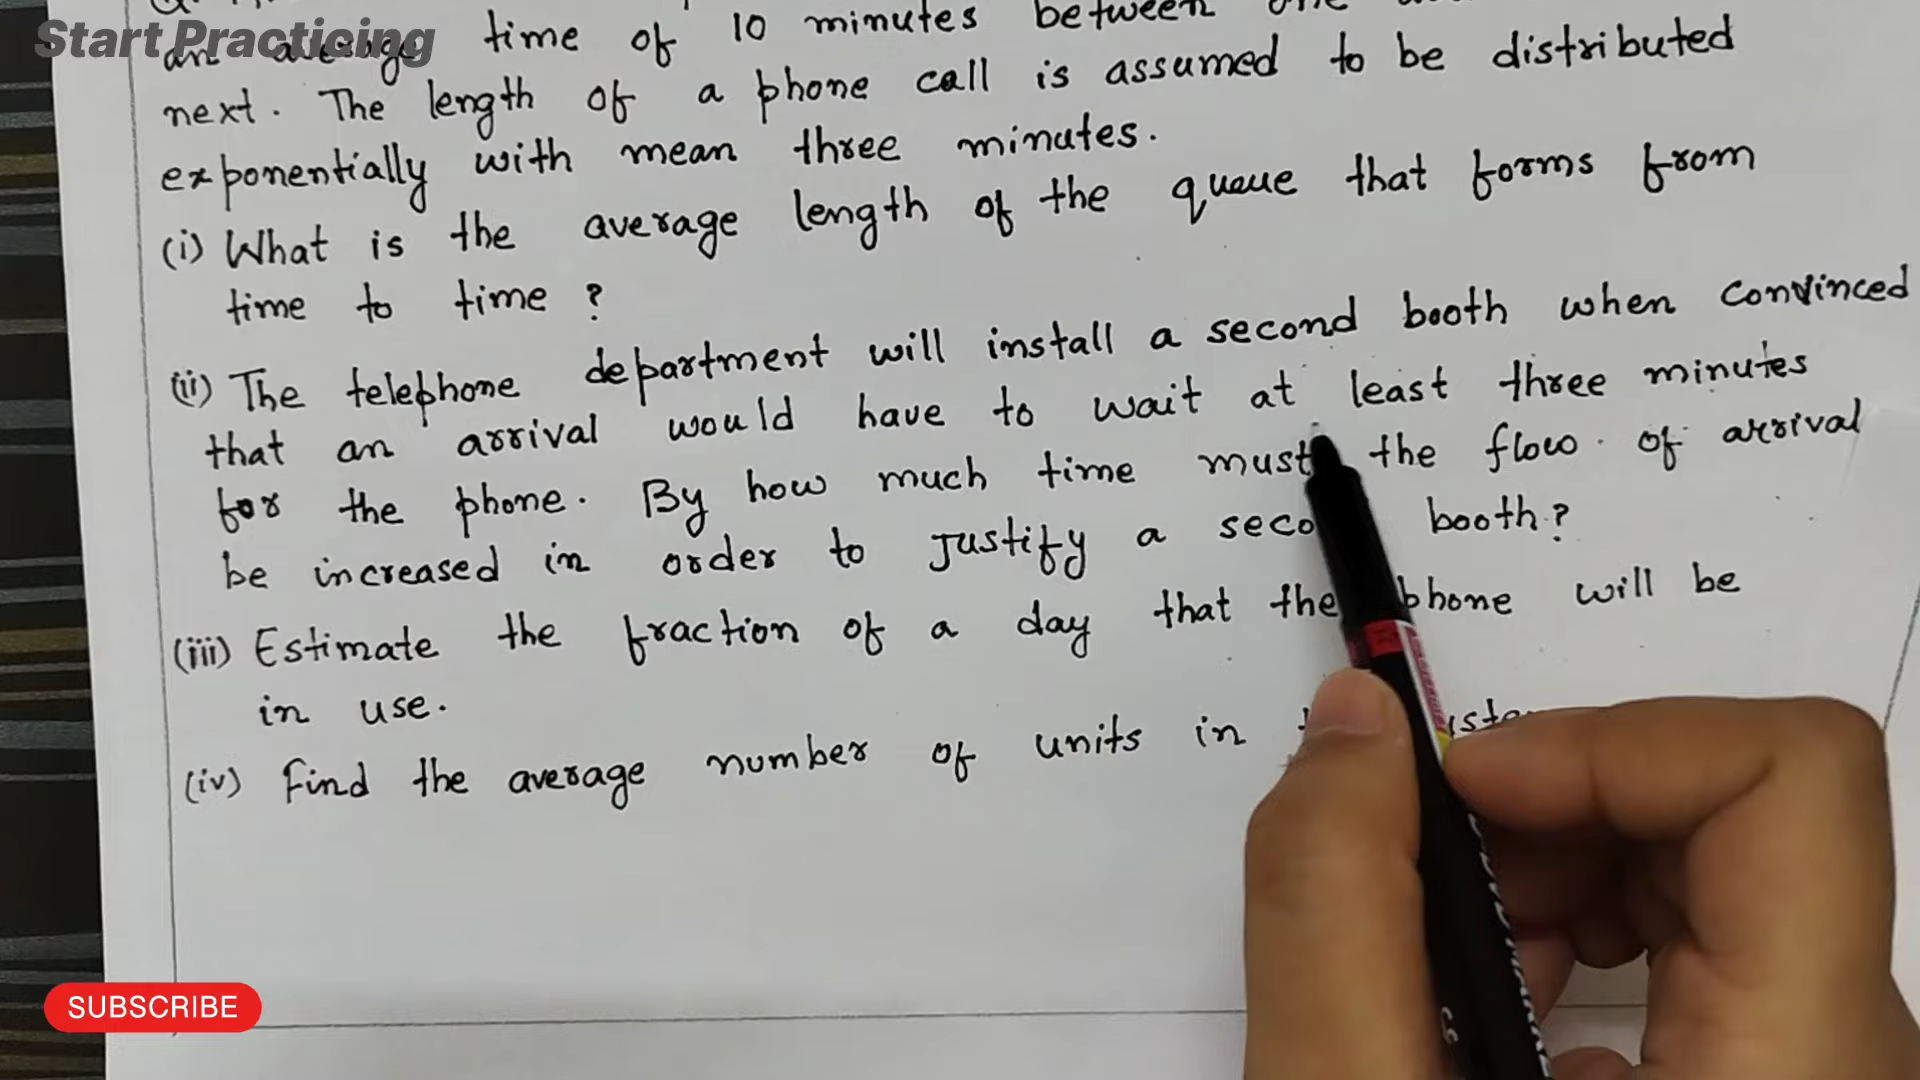 Start Practicing
an average time of 10 minutes between one
next. The length of a phone call is assumed to be distributed
exponentially with mean three minutes.
(i) What is the average length of the queue that forms from
time to time ?
(ii) The telephone department will install a second booth when convinced
that an arrival would have to wait at least three minutes
for the phone. By how much time must the flow of arrival
be increased in order to justify a booth?
(iii) Estimate the fraction of a day that the phone will be
in use.
(iv) Find the average number of units in
SUBSCRIBE